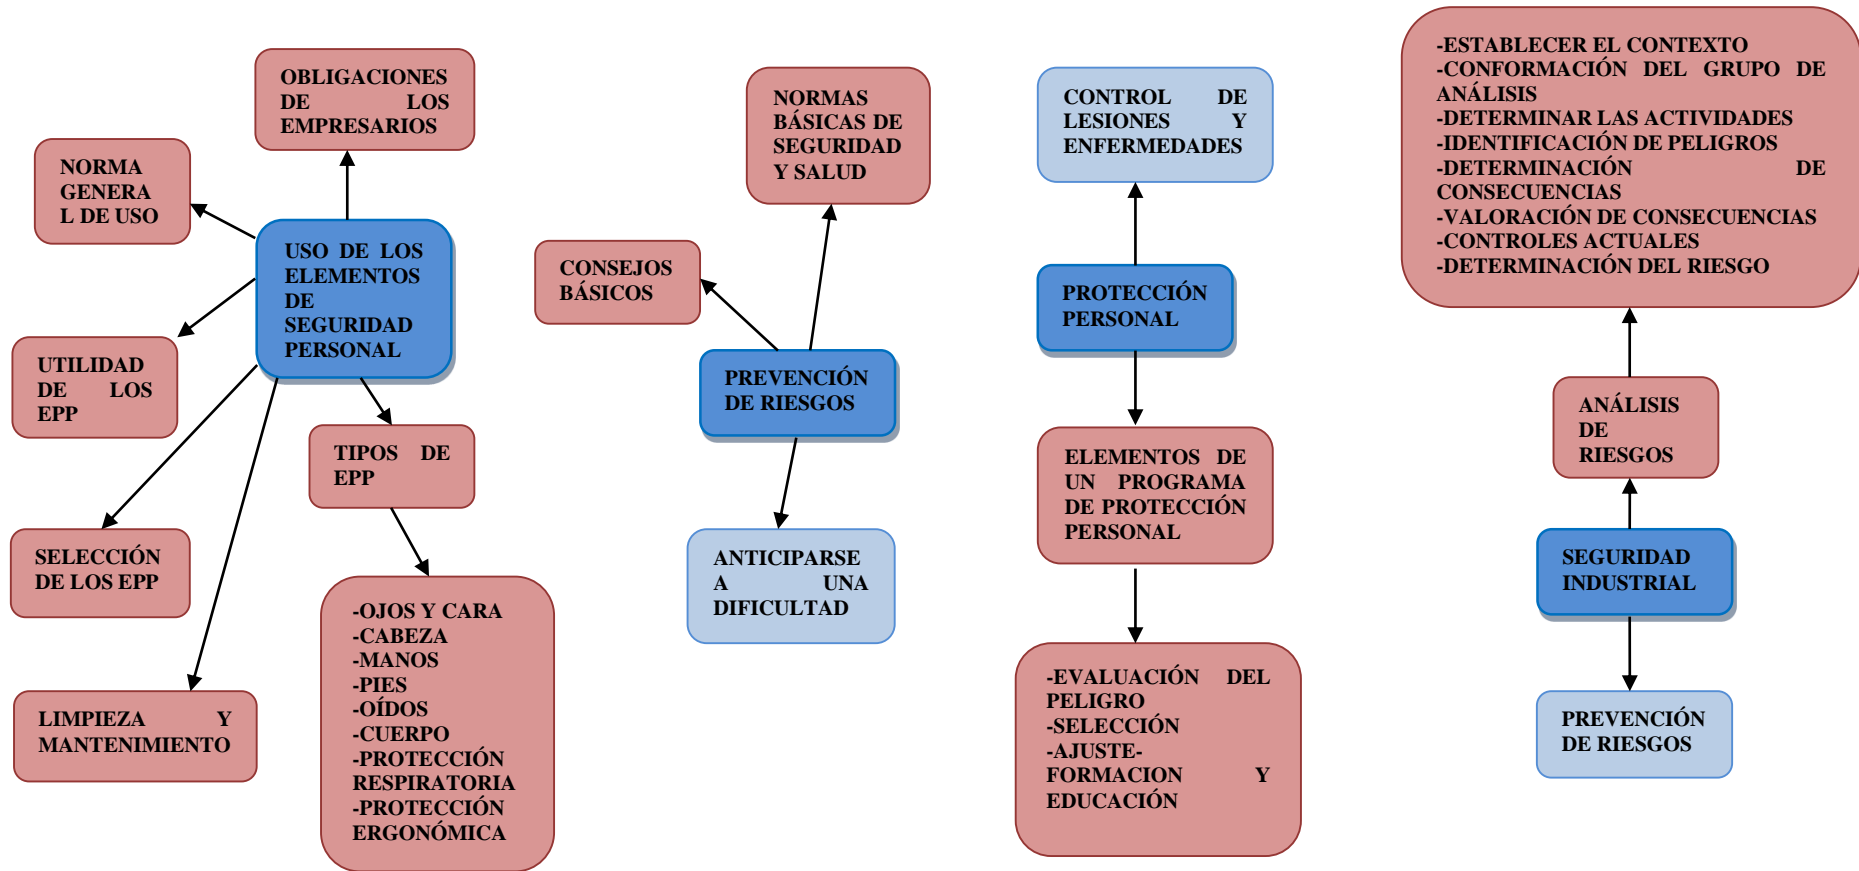 OBLIGACIONES
DE LOS
EMPRESARIOS
NORMA
GENERA
L DE USO
USO DE LOS
ELEMENTOS
DE
SEGURIDAD
PERSONAL
UTILIDAD
DE LOS
EPP
TIPOS DE
EPP
SELECCIÓN
DE LOS EPP
-OJOS Y CARA
-CABEZA
-MANOS
-PIES
-OÍDOS
-CUERPO
-PROTECCIÓN
RESPIRATORIA
-PROTECCIÓN
ERGONÓMICA
LIMPIEZA Y
MANTENIMIENTO
NORMAS
BÁSICAS DE
SEGURIDAD
Y SALUD
CONSEJOS
BÁSICOS
PREVENCIÓN
DE RIESGOS
ANTICIPARSE
A UNA
DIFICULTAD
CONTROL DE
LESIONES Y
ENFERMEDADES
PROTECCIÓN
PERSONAL
ELEMENTOS DE
UN PROGRAMA
DE PROTECCIÓN
PERSONAL
-EVALUACIÓN DEL
PELIGRO
-SELECCIÓN
-AJUSTE-
FORMACION Y
EDUCACIÓN
-ESTABLECER EL CONTEXTO
-CONFORMACIÓN DEL GRUPO DE
ANÁLISIS
-DETERMINAR LAS ACTIVIDADES
-IDENTIFICACIÓN DE PELIGROS
-DETERMINACIÓN DE
CONSECUENCIAS
-VALORACIÓN DE CONSECUENCIAS
-CONTROLES ACTUALES
-DETERMINACIÓN DEL RIESGO
ANÁLISIS
DE
RIESGOS
SEGURIDAD
INDUSTRIAL
PREVENCIÓN
DE RIESGOS